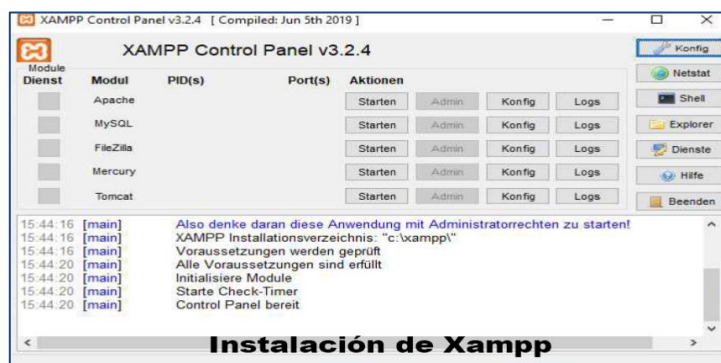 XAMPP Control Panel v3.2.4 [ Compiled: Jun 5th 2019 ]
XAMPP Control Panel v3.2.4
Konfig
Module
Dienst Modul PID(s) Port(s) Aktionen
Netstat
Apache Starten Admin Konfig Logs
Shell
MySQL Starten Admin Konfig Logs
Explorer
FileZilla Starten Admin Konfig Logs
Dienste
Mercury Starten Admin Konfig Logs
Hilfe
Tomcat Starten Admin Konfig Logs
Beenden
15:44:16 [main] Also denke daran diese Anwendung mit Administratorrechten zu starten!
15:44:16 [main] XAMPP Installationsverzeichnis: "c:\xampp\"
15:44:16 [main] Voraussetzungen werden geprüft
15:44:20 [main] Alle Voraussetzungen sind erfüllt
15:44:20 [main] Initialisiere Module
15:44:20 [main] Starte Check-Timer
15:44:20 [main] Control Panel bereit
Instalación de Xampp